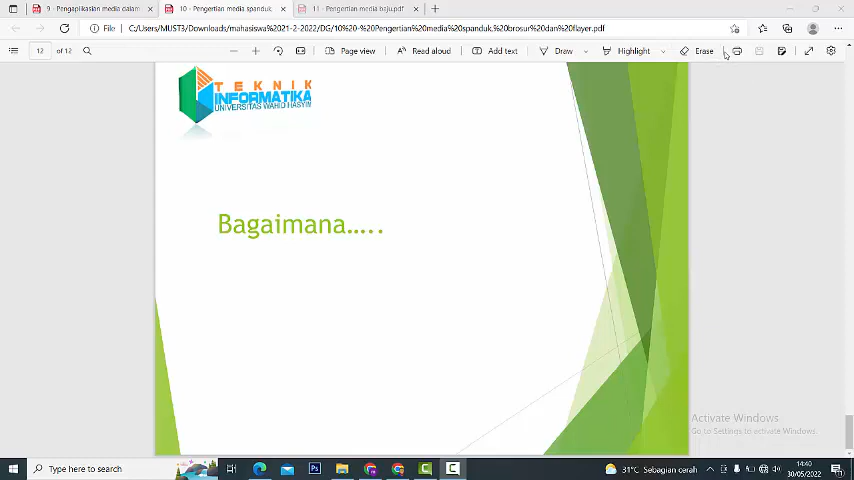 9 - Pengaplikasian media dalam
10 - Pengertian media spanduk,
11 - Pengertian media baju.pdf
File
C:/Users/MUST3/Downloads/mahasiswa%2021-2-2022/DG/10%20-%20Pengertian%20media%20spanduk,%20brosur%20dan%20flayer.pdf
12
of 12
Page view
Read aloud
Add text
Draw
Highlight
Erase
TEKNIK
INFORMATIKA
UNIVERSITAS WAHID HASYIM
Bagaimana.....
Activate Windows
Go to Settings to activate Windows.
Type here to search
Ps
31°C Sebagian cerah
14:40
30/05/2022